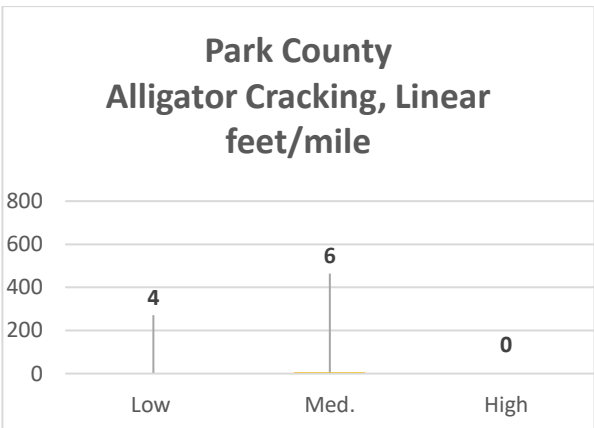 Park County
Alligator Cracking, Linear
feet/mile
800
600
400
200
0
4
6
0
Low
Med.
High